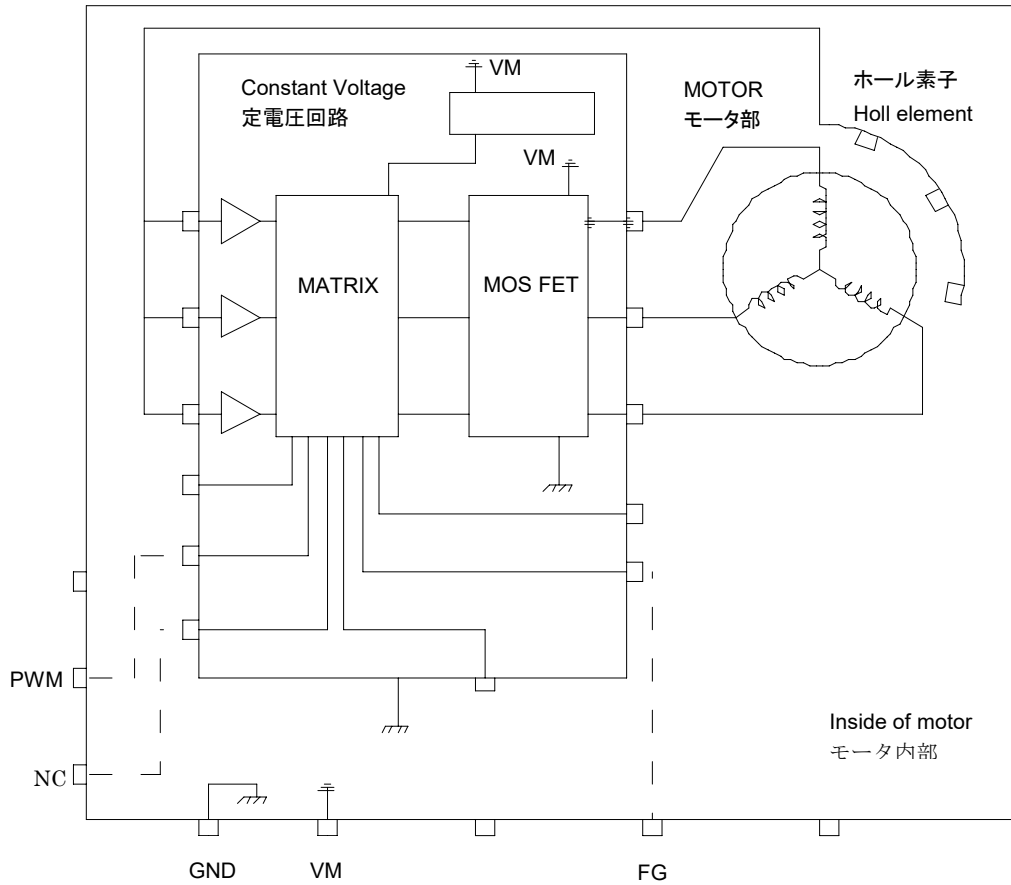 VM
Constant Voltage
定電圧回路
MOTOR
モータ部
ホール素子
Holl element
VM
MATRIX
MOS FET
PWM
NC
Inside of motor
モータ内部
GND
VM
FG